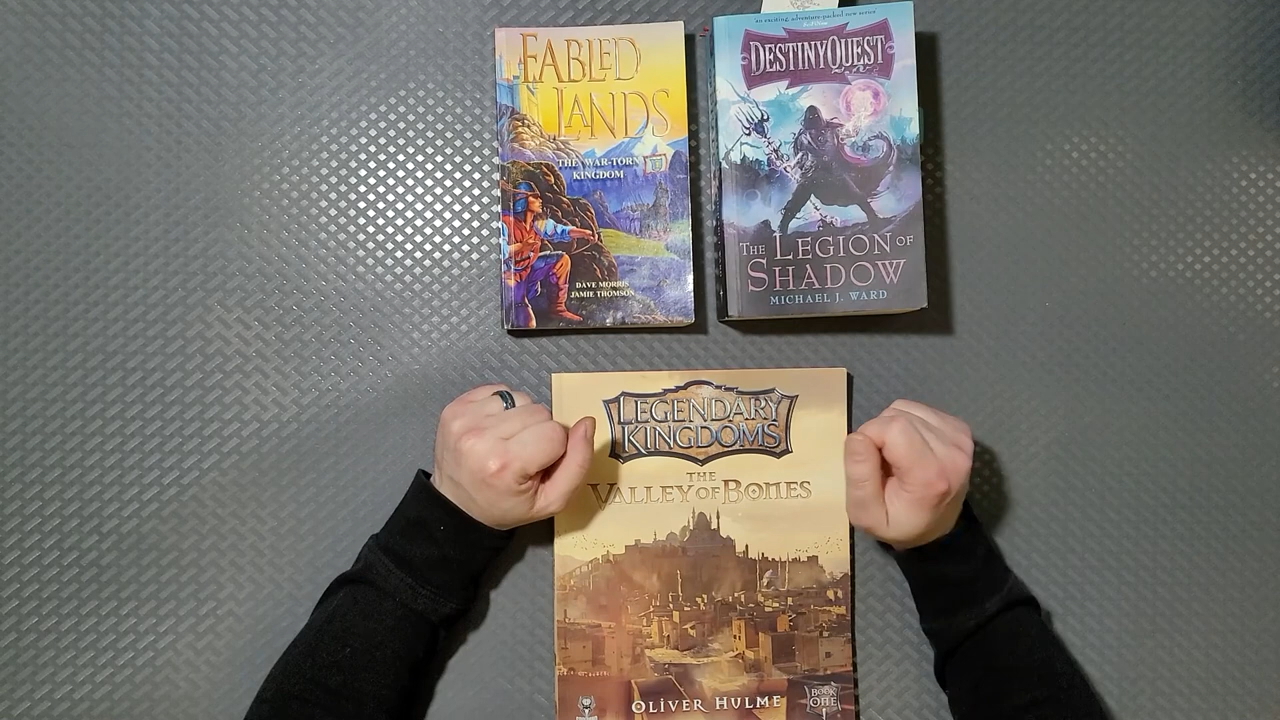 FABLED
LANDS
THE WAR-TORN
KINGDOM
DAVE MORRIS
JAMIE THOMSON
'an exciting, adventure-packed new series'
DESTINYQUEST
THE LEGION OF
SHADOW
MICHAEL J. WARD
LEGENDARY
KINGDOMS
THE
VALLEY OF BONES
OLIVER HULME
BOOK
ONE